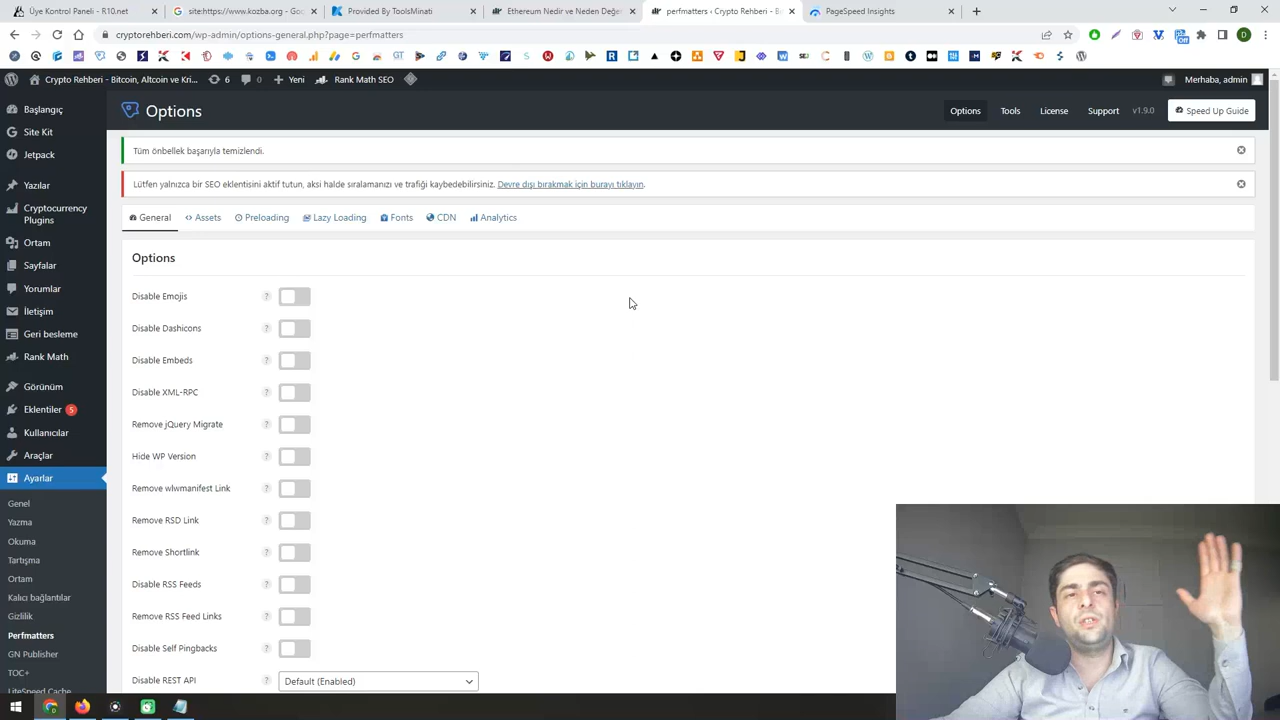 Üye Kontrol Paneli - R10.net
site:https://www.kozba.org - Goo
Provided By ToolsMinati
Ethereum Nedir ve Neden Değer
perfmatters ‹ Crypto Rehberi - B
PageSpeed Insights
cryptorehberi.com/wp-admin/options-general.php?page=perfmatters
Crypto Rehberi - Bitcoin, Altcoin ve Kri...
6
0
Yeni
Rank Math SEO
Merhaba, admin
Başlangıç
Site Kit
Jetpack
Yazılar
Cryptocurrency
Plugins
Ortam
Sayfalar
Yorumlar
İletişim
Geri besleme
Rank Math
Görünüm
Eklentiler 5
Kullanıcılar
Araçlar
Ayarlar
Genel
Yazma
Okuma
Tartışma
Ortam
Kalıcı bağlantılar
Gizlilik
Perfmatters
GN Publisher
TOC+
LiteSpeed Cache
Options
Options
Tools
License
Support
v1.9.0
Speed Up Guide
Tüm önbellek başarıyla temizlendi.
Lütfen yalnızca bir SEO eklentisini aktif tutun, aksi halde sıralamanızı ve trafiği kaybedebilirsiniz. Devre dışı bırakmak için burayı tıklayın.
General
Assets
Preloading
Lazy Loading
Fonts
CDN
Analytics
Options
Disable Emojis ?
Disable Dashicons ?
Disable Embeds ?
Disable XML-RPC ?
Remove jQuery Migrate ?
Hide WP Version ?
Remove wlwmanifest Link ?
Remove RSD Link ?
Remove Shortlink ?
Disable RSS Feeds ?
Remove RSS Feed Links ?
Disable Self Pingbacks ?
Disable REST API ? Default (Enabled)